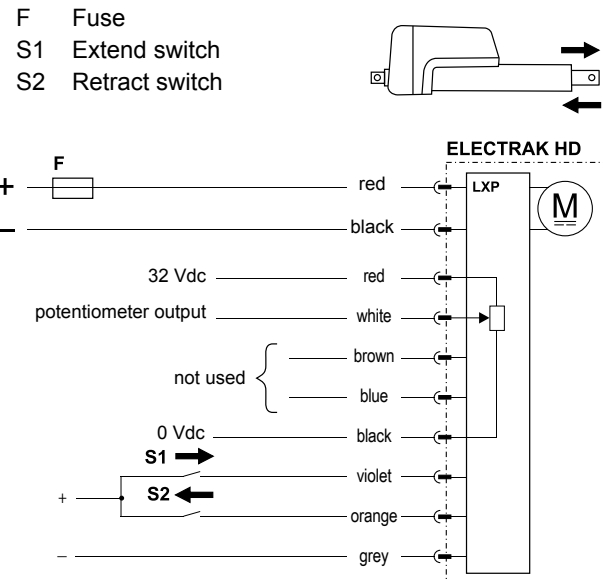 F Fuse
S1 Extend switch
S2 Retract switch
ELECTRAK HD
F
+
red
LXP
M
–
black
32 Vdc
red
potentiometer output
white
brown
not used
blue
0 Vdc
black
S1
violet
+
S2
orange
–
grey